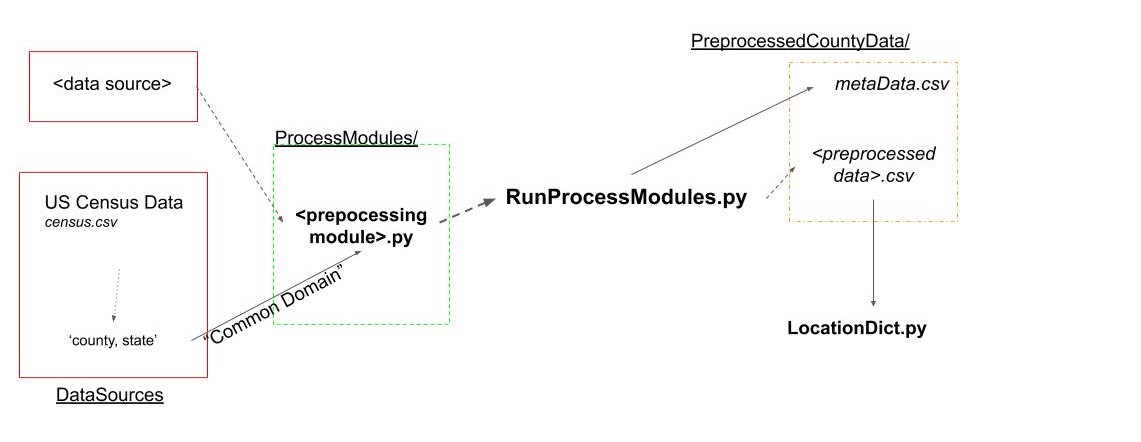 PreprocessedCountyData/
<data source>
metaData.csv
ProcessModules/
<preprocessed
data>.csv
US Census Data
census.csv
<prepocessing
module>.py
RunProcessModules.py
"Common Domain"
'county, state'
LocationDict.py
DataSources